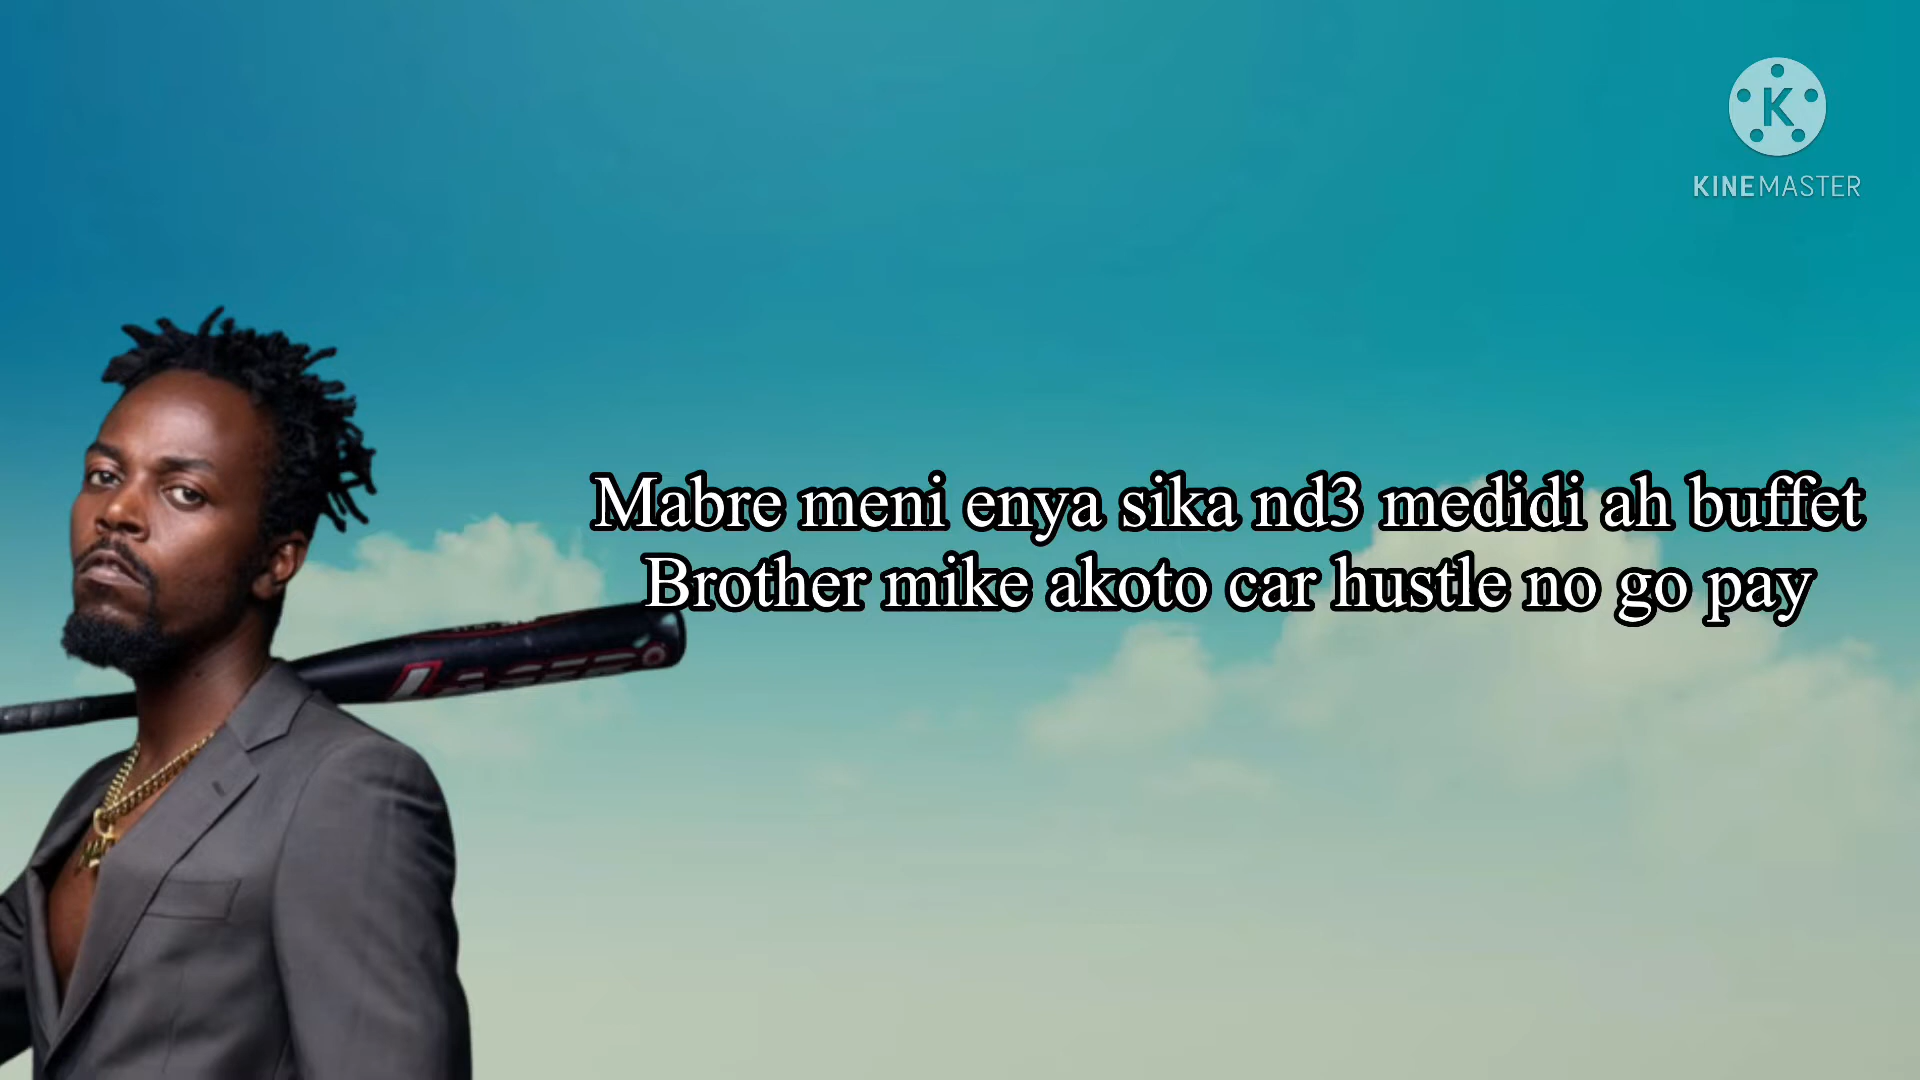 KINEMASTER
Mabre meni enya sika nd3 medidi ah buffet
Brother mike akoto car hustle no go pay